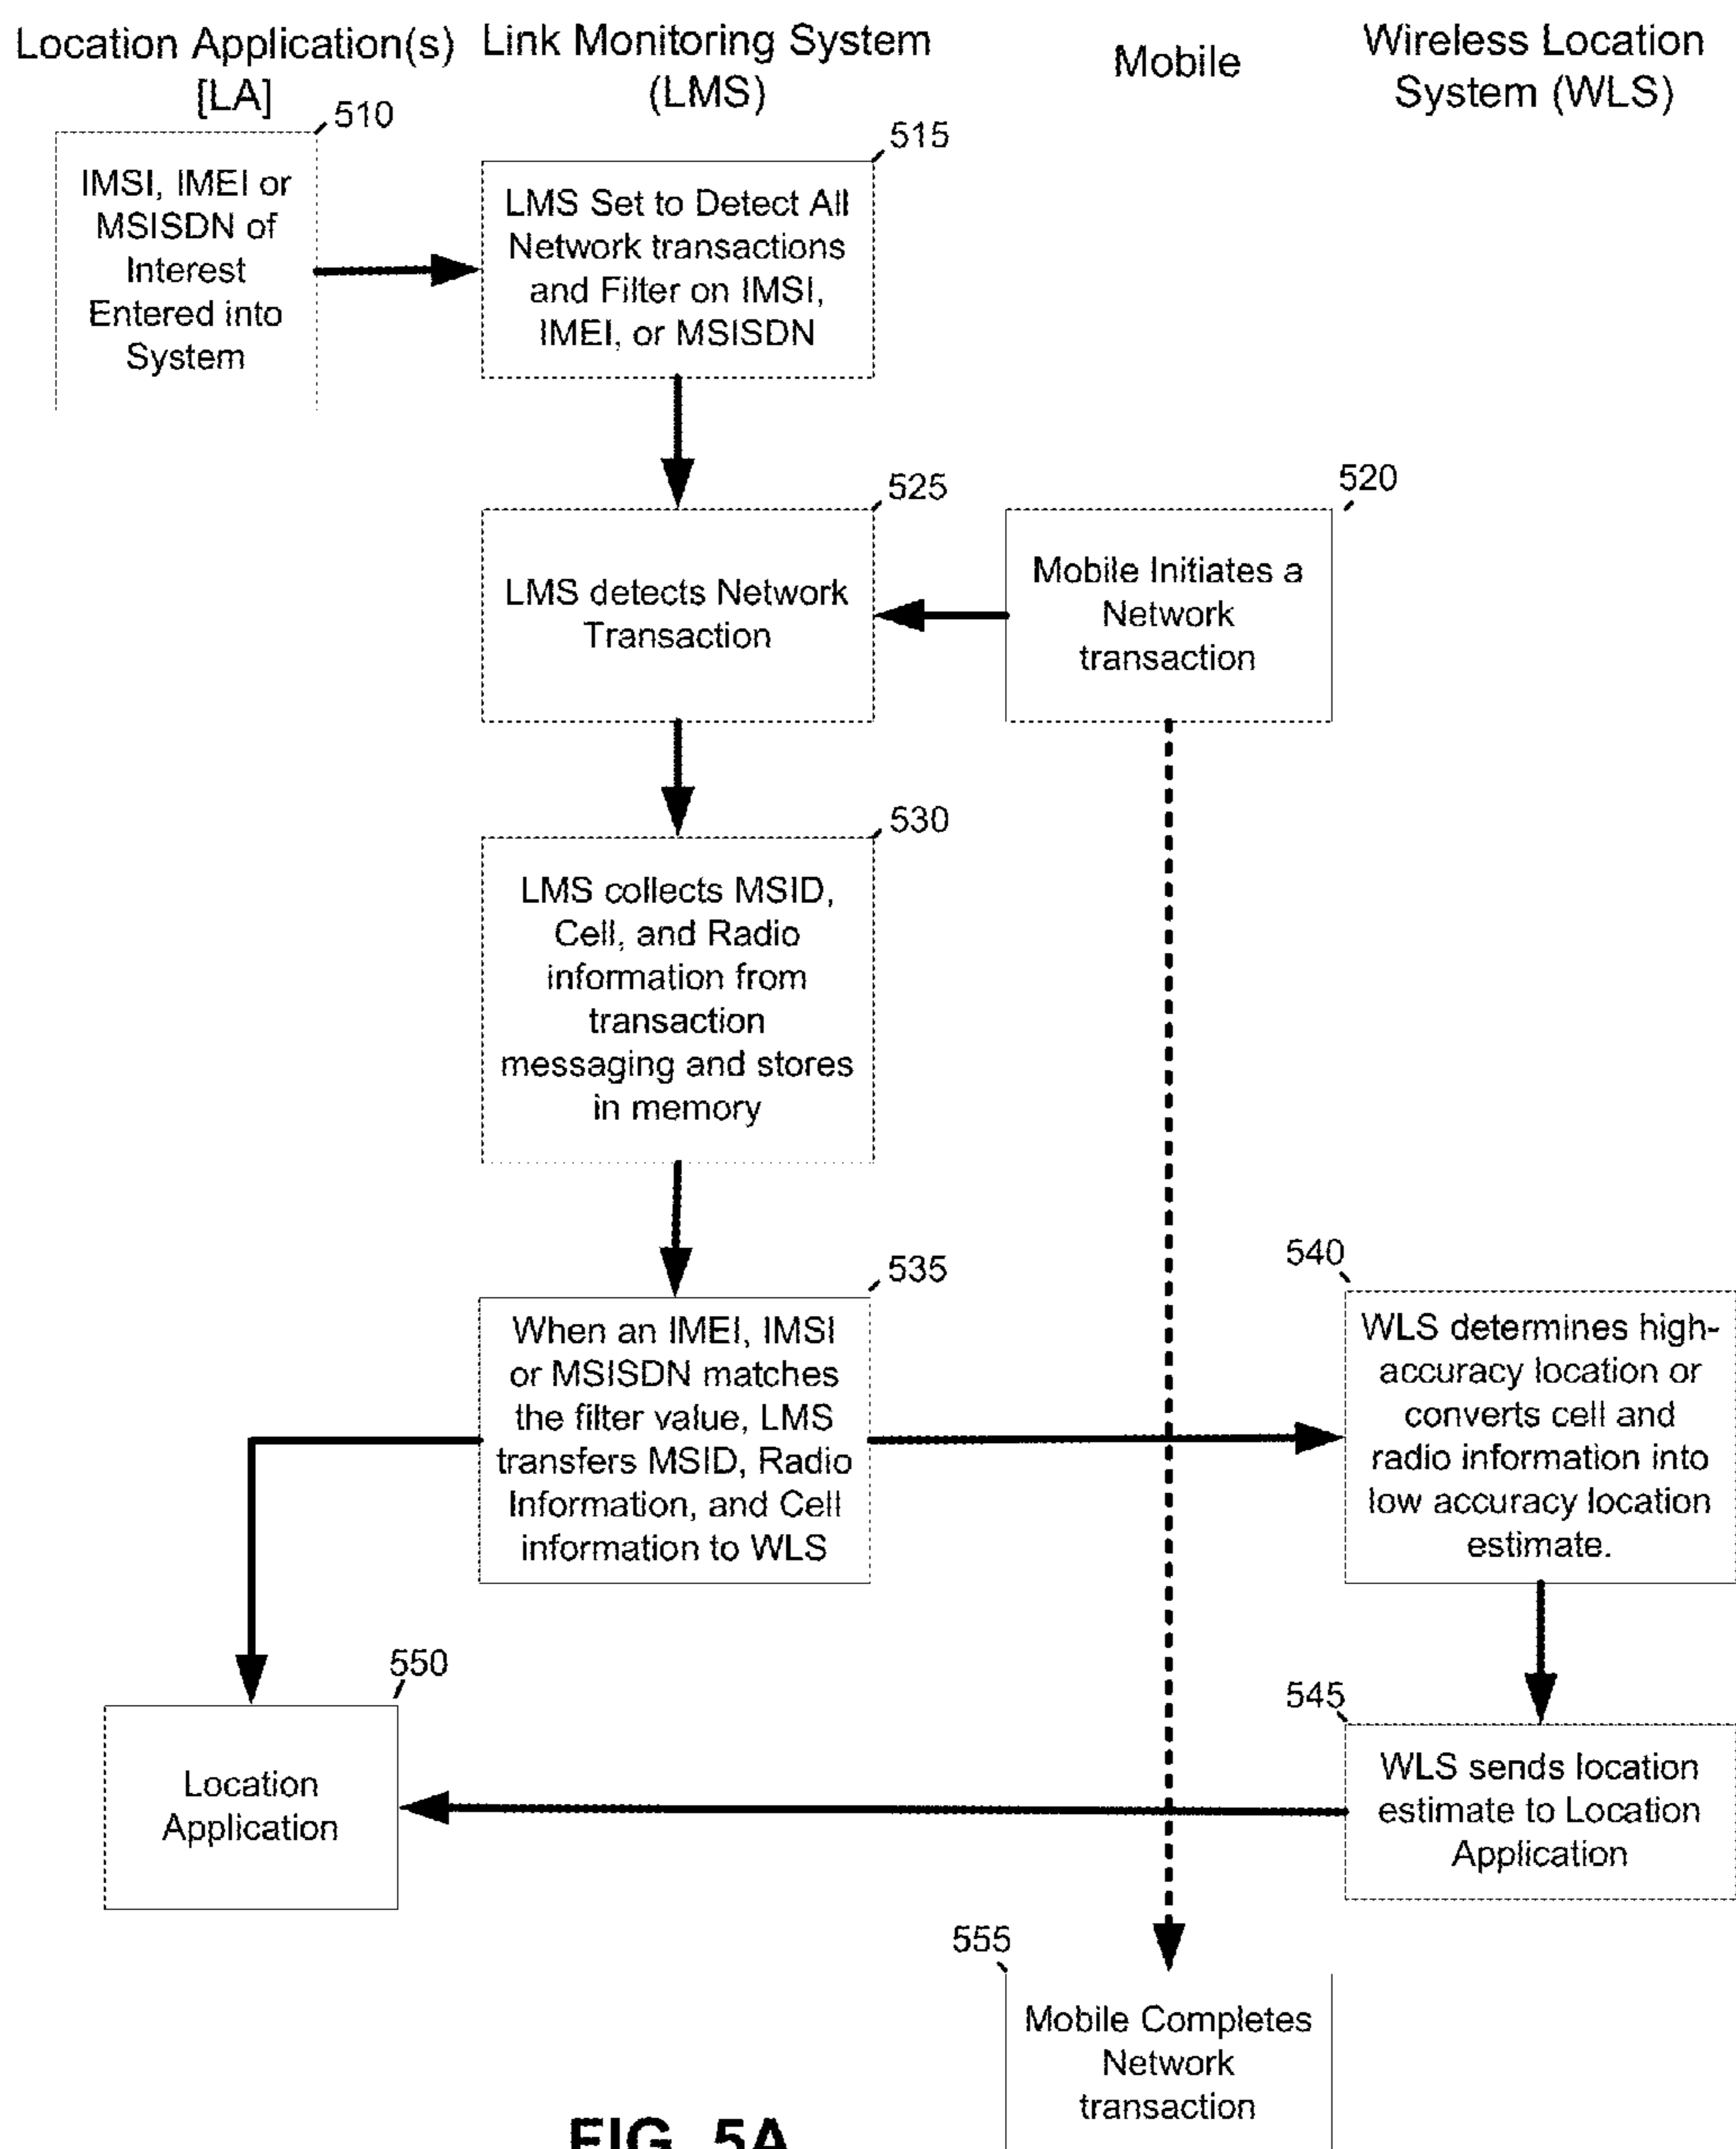 Location Application(s)
[LA]
Link Monitoring System
(LMS)
Mobile
Wireless Location
System (WLS)
510
IMSI, IMEI or
MSISDN of
Interest
Entered into
System
515
LMS Set to Detect All
Network transactions
and Filter on IMSI,
IMEI, or MSISDN
525
LMS detects Network
Transaction
520
Mobile Initiates a
Network
transaction
530
LMS collects MSID,
Cell, and Radio
information from
transaction
messaging and stores
in memory
535
When an IMEI, IMSI
or MSISDN matches
the filter value, LMS
transfers MSID, Radio
Information, and Cell
information to WLS
540
WLS determines high-
accuracy location or
converts cell and
radio information into
low accuracy location
estimate.
550
Location
Application
545
WLS sends location
estimate to Location
Application
555
Mobile Completes
Network
transaction
FIG. 5A